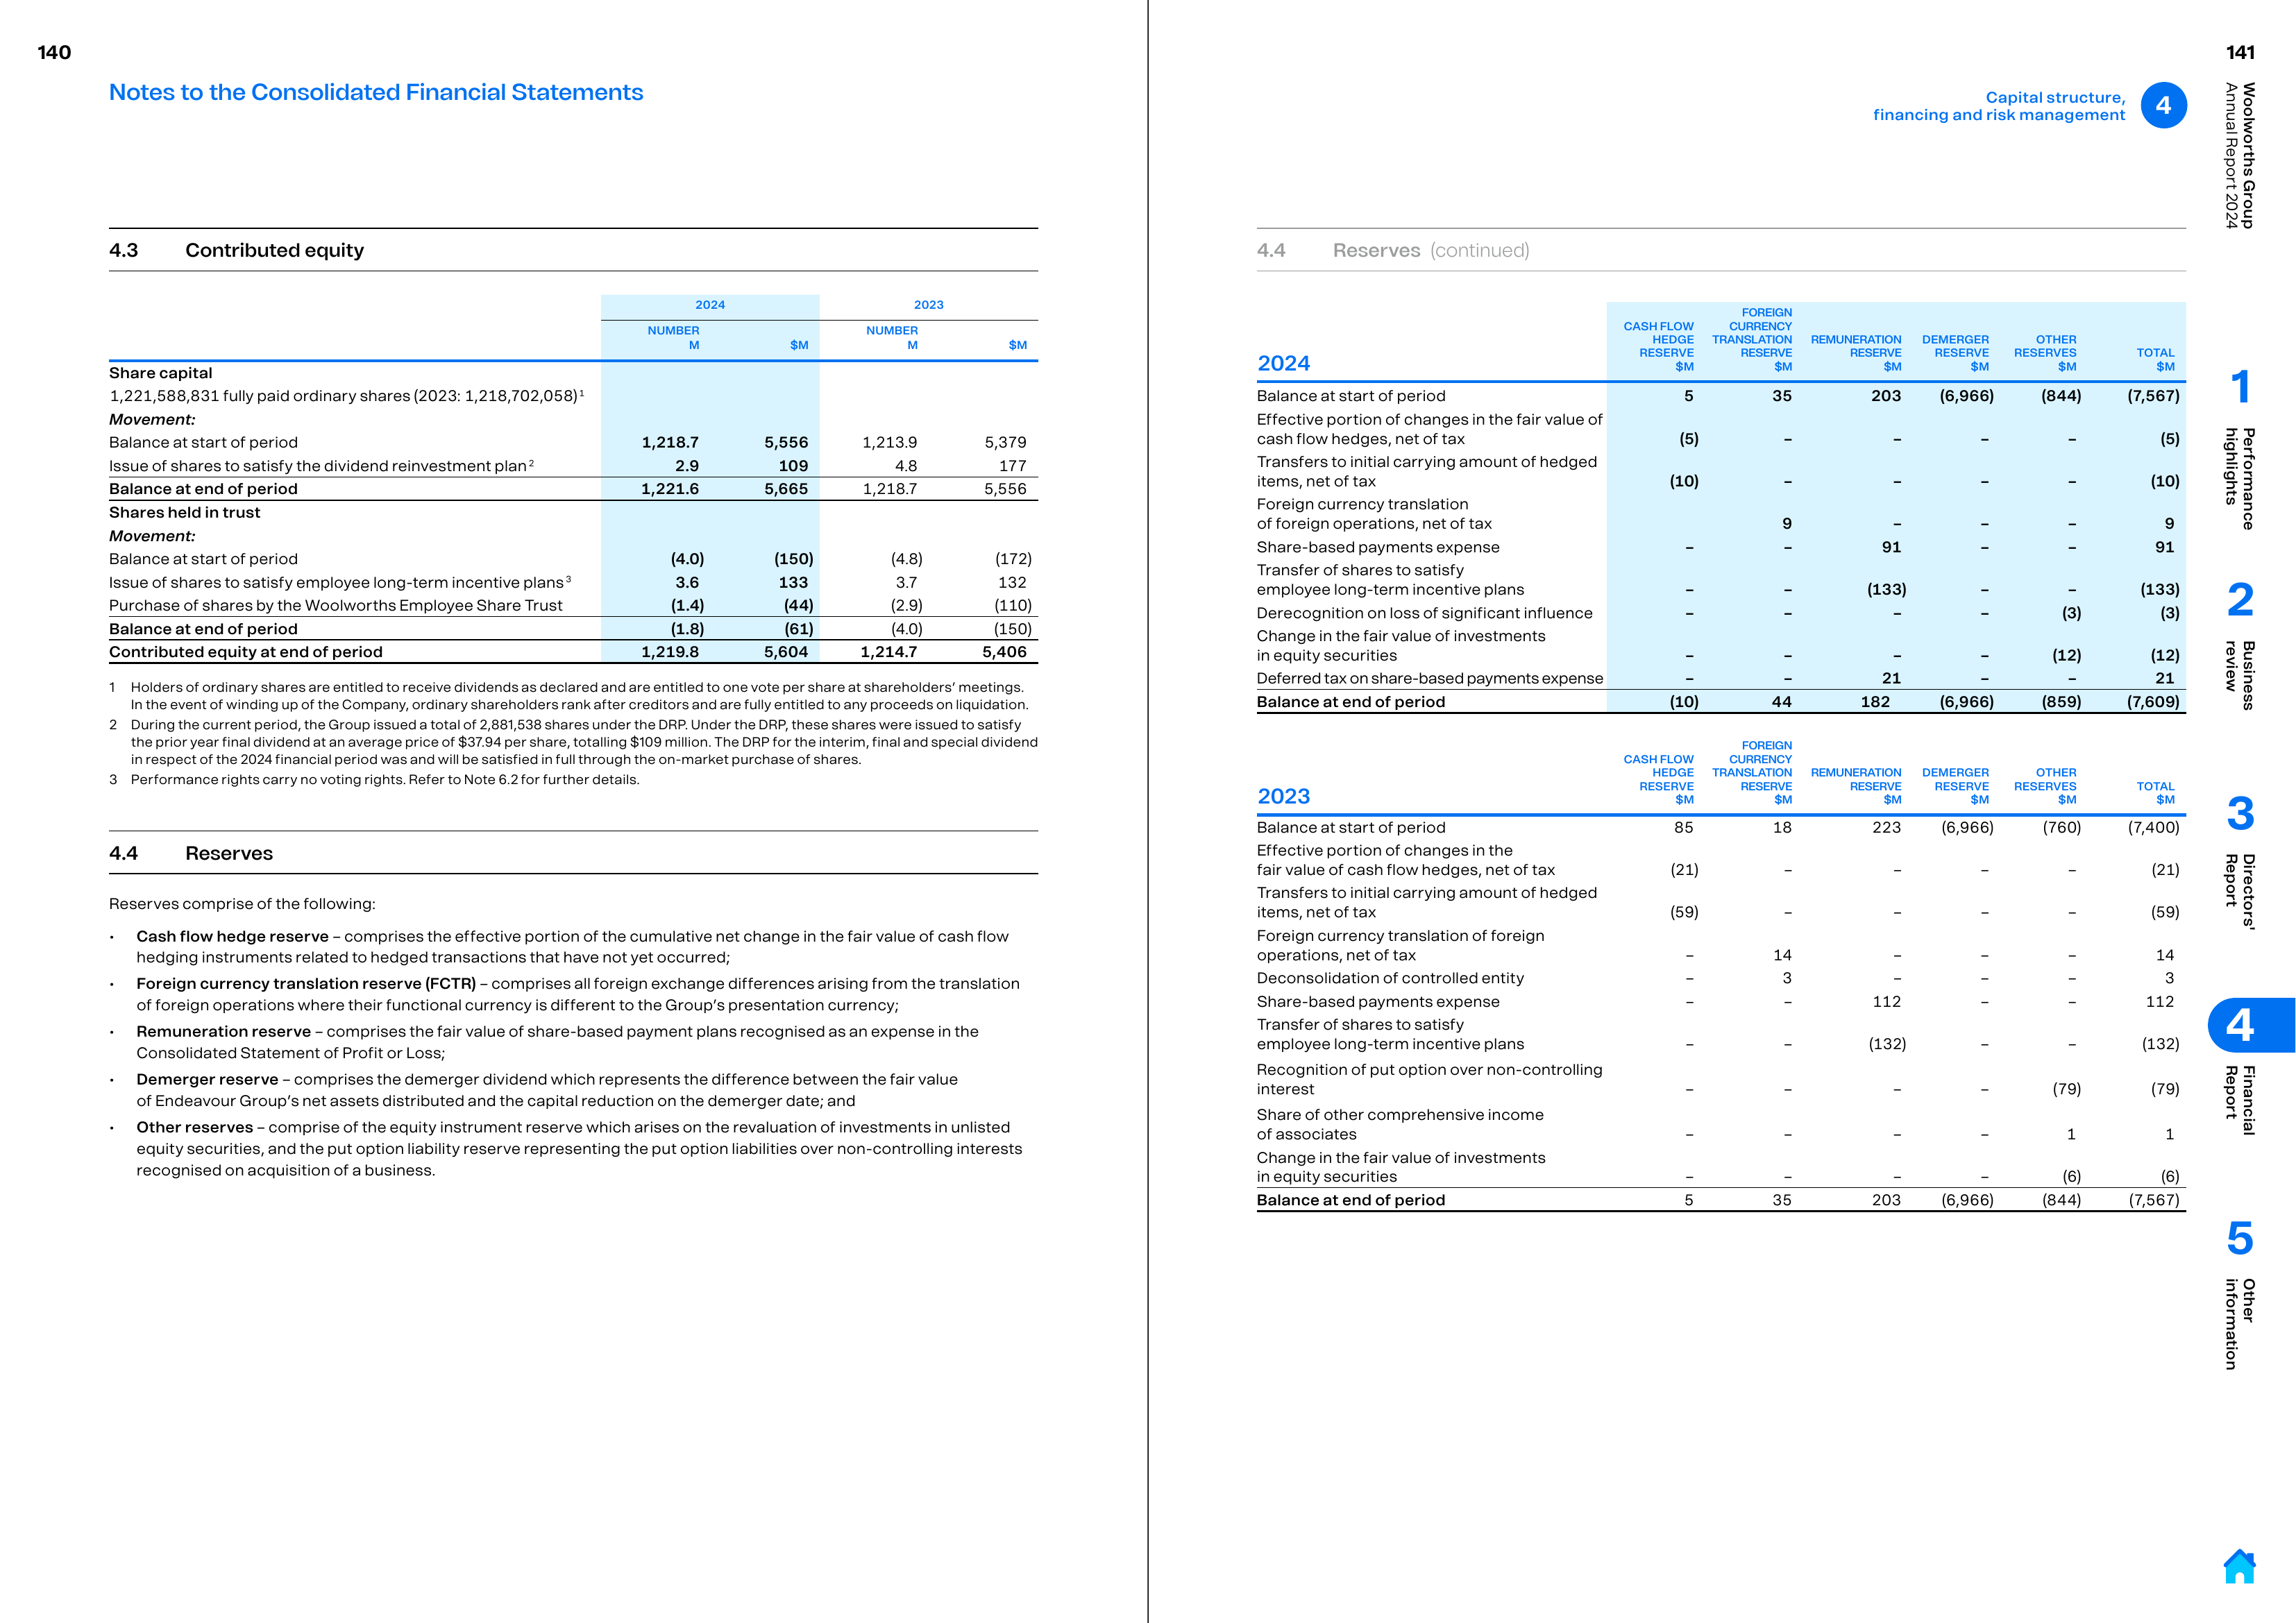 140
Notes to the Consolidated Financial Statements
4.3 Contributed equity
2024 2023
NUMBER M $M NUMBER M $M
Share capital
1,221,588,831 fully paid ordinary shares (2023: 1,218,702,058) 1
Movement:
Balance at start of period 1,218.7 5,556 1,213.9 5,379
Issue of shares to satisfy the dividend reinvestment plan 2 2.9 109 4.8 177
Balance at end of period 1,221.6 5,665 1,218.7 5,556
Shares held in trust
Movement:
Balance at start of period (4.0) (150) (4.8) (172)
Issue of shares to satisfy employee long-term incentive plans 3 3.6 133 3.7 132
Purchase of shares by the Woolworths Employee Share Trust (1.4) (44) (2.9) (110)
Balance at end of period (1.8) (61) (4.0) (150)
Contributed equity at end of period 1,219.8 5,604 1,214.7 5,406
1 Holders of ordinary shares are entitled to receive dividends as declared and are entitled to one vote per share at shareholders’ meetings.
In the event of winding up of the Company, ordinary shareholders rank after creditors and are fully entitled to any proceeds on liquidation.
2 During the current period, the Group issued a total of 2,881,538 shares under the DRP. Under the DRP, these shares were issued to satisfy
the prior year final dividend at an average price of $37.94 per share, totalling $109 million. The DRP for the interim, final and special dividend
in respect of the 2024 financial period was and will be satisfied in full through the on-market purchase of shares.
3 Performance rights carry no voting rights. Refer to Note 6.2 for further details.
4.4 Reserves
Reserves comprise of the following:
• Cash flow hedge reserve – comprises the effective portion of the cumulative net change in the fair value of cash flow
hedging instruments related to hedged transactions that have not yet occurred;
• Foreign currency translation reserve (FCTR) – comprises all foreign exchange differences arising from the translation
of foreign operations where their functional currency is different to the Group’s presentation currency;
• Remuneration reserve – comprises the fair value of share-based payment plans recognised as an expense in the
Consolidated Statement of Profit or Loss;
• Demerger reserve – comprises the demerger dividend which represents the difference between the fair value
of Endeavour Group’s net assets distributed and the capital reduction on the demerger date; and
• Other reserves – comprise of the equity instrument reserve which arises on the revaluation of investments in unlisted
equity securities, and the put option liability reserve representing the put option liabilities over non-controlling interests
recognised on acquisition of a business.
Capital structure,
financing and risk management
4
4.4 Reserves (continued)
2024 CASH FLOW HEDGE RESERVE $M FOREIGN CURRENCY TRANSLATION RESERVE $M REMUNERATION RESERVE $M DEMERGER RESERVE $M OTHER RESERVES $M TOTAL $M
Balance at start of period 5 35 203 (6,966) (844) (7,567)
Effective portion of changes in the fair value of
cash flow hedges, net of tax (5) – – – – (5)
Transfers to initial carrying amount of hedged
items, net of tax (10) – – – – (10)
Foreign currency translation
of foreign operations, net of tax 9 – – – 9
Share-based payments expense – – 91 – – 91
Transfer of shares to satisfy
employee long-term incentive plans – – (133) – – (133)
Derecognition on loss of significant influence – – – – (3) (3)
Change in the fair value of investments
in equity securities – – – – (12) (12)
Deferred tax on share-based payments expense – – 21 – – 21
Balance at end of period (10) 44 182 (6,966) (859) (7,609)
2023 CASH FLOW HEDGE RESERVE $M FOREIGN CURRENCY TRANSLATION RESERVE $M REMUNERATION RESERVE $M DEMERGER RESERVE $M OTHER RESERVES $M TOTAL $M
Balance at start of period 85 18 223 (6,966) (760) (7,400)
Effective portion of changes in the
fair value of cash flow hedges, net of tax (21) – – – – (21)
Transfers to initial carrying amount of hedged
items, net of tax (59) – – – – (59)
Foreign currency translation of foreign
operations, net of tax – 14 – – – 14
Deconsolidation of controlled entity – 3 – – – 3
Share-based payments expense – – 112 – – 112
Transfer of shares to satisfy
employee long-term incentive plans – – (132) – – (132)
Recognition of put option over non-controlling
interest – – – – (79) (79)
Share of other comprehensive income
of associates – – – – 1 1
Change in the fair value of investments
in equity securities – – – – (6) (6)
Balance at end of period 5 35 203 (6,966) (844) (7,567)
141
Woolworths Group
Annual Report 2024
1
Performance
highlights
2
Business
review
3
Directors'
Report
4
Financial
Report
5
Other
information